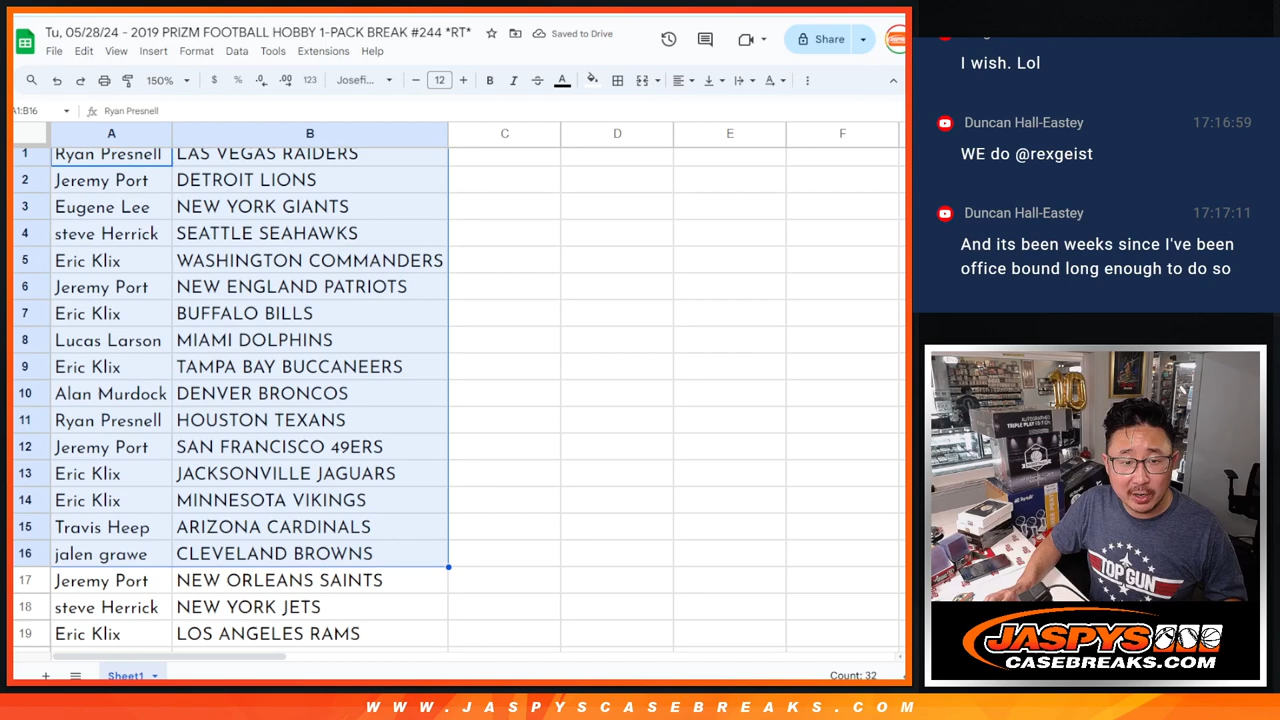 Tu, 05/28/24 - 2019 PRIZM FOOTBALL HOBBY 1-PACK BREAK #244 *RT*
Saved to Drive
File Edit View Insert Format Data Tools Extensions Help
Share
150% $ % .0 .00 123 Josefi... 12 B I A
A1:B16 fx Ryan Presnell
A B C D E F
1 Ryan Presnell LAS VEGAS RAIDERS
2 Jeremy Port DETROIT LIONS
3 Eugene Lee NEW YORK GIANTS
4 steve Herrick SEATTLE SEAHAWKS
5 Eric Klix WASHINGTON COMMANDERS
6 Jeremy Port NEW ENGLAND PATRIOTS
7 Eric Klix BUFFALO BILLS
8 Lucas Larson MIAMI DOLPHINS
9 Eric Klix TAMPA BAY BUCCANEERS
10 Alan Murdock DENVER BRONCOS
11 Ryan Presnell HOUSTON TEXANS
12 Jeremy Port SAN FRANCISCO 49ERS
13 Eric Klix JACKSONVILLE JAGUARS
14 Eric Klix MINNESOTA VIKINGS
15 Travis Heep ARIZONA CARDINALS
16 jalen grawe CLEVELAND BROWNS
17 Jeremy Port NEW ORLEANS SAINTS
18 steve Herrick NEW YORK JETS
19 Eric Klix LOS ANGELES RAMS
Sheet1
Count: 32
I wish. Lol
Duncan Hall-Eastey 17:16:59
WE do @rexgeist
Duncan Hall-Eastey 17:17:11
And its been weeks since I've been
office bound long enough to do so
10
TOP GUN
JASPYS
CASEBREAKS.COM
WWW.JASPYSCASEBREAKS.COM